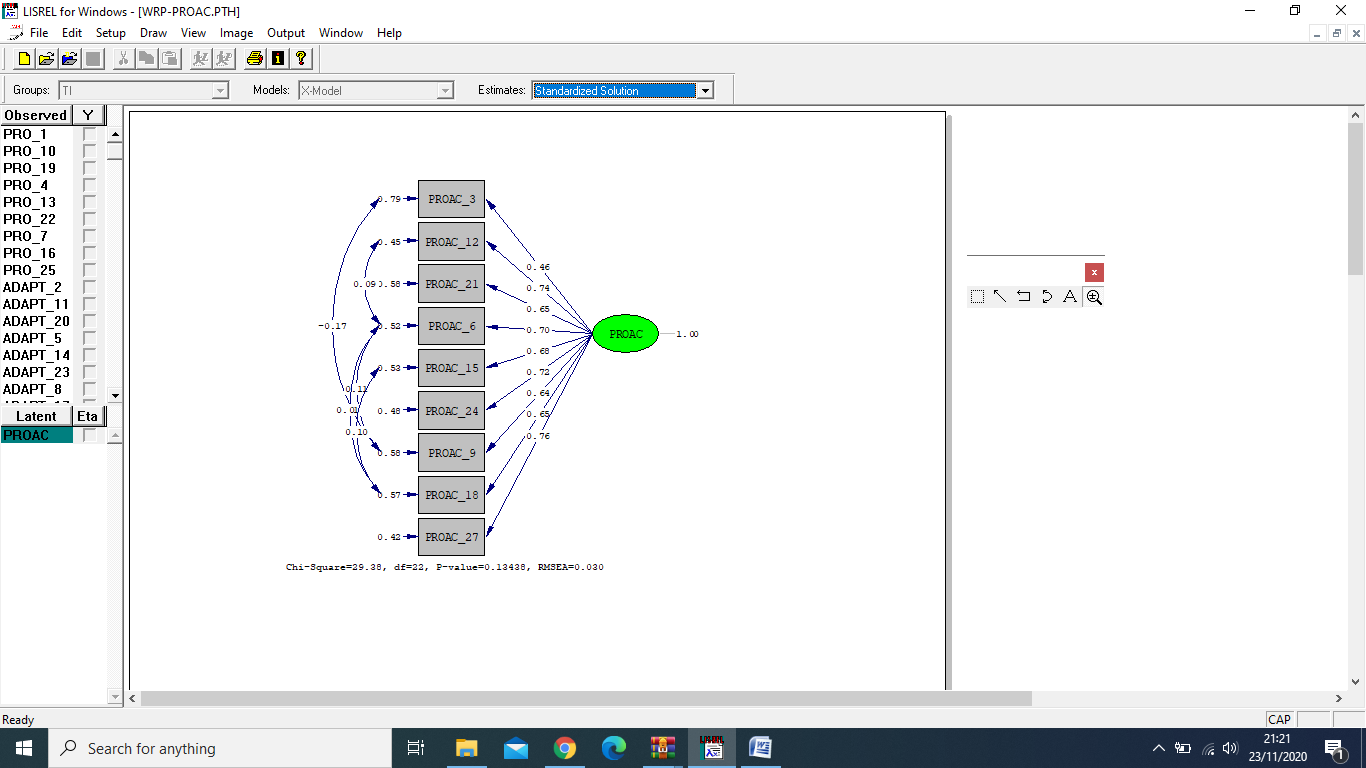 LISREL for Windows - [WRP-PROAC.PTH]
File Edit Setup Draw View Image Output Window Help
Groups: TI Models: X-Model Estimates: Standardized Solution
Observed Y
PRO_1
PRO_10
PRO_19
PRO_4
PRO_13
PRO_22
PRO_7
PRO_16
PRO_25
ADAPT_2
ADAPT_11
ADAPT_20
ADAPT_5
ADAPT_14
ADAPT_23
ADAPT_8
Latent Eta
PROAC
0.79 PROAC_3
0.45 PROAC_12
0.09 0.58 PROAC_21
-0.17 0.52 PROAC_6
0.53 PROAC_15
0.11
0.01 0.48 PROAC_24
0.10
0.58 PROAC_9
0.57 PROAC_18
0.42 PROAC_27
0.46
0.74
0.65
0.70
0.68
0.72
0.64
0.65
0.76
PROAC 1.00
Chi-Square=29.38, df=22, P-value=0.13438, RMSEA=0.030
x
A
Ready CAP
Search for anything
21:21
23/11/2020
1